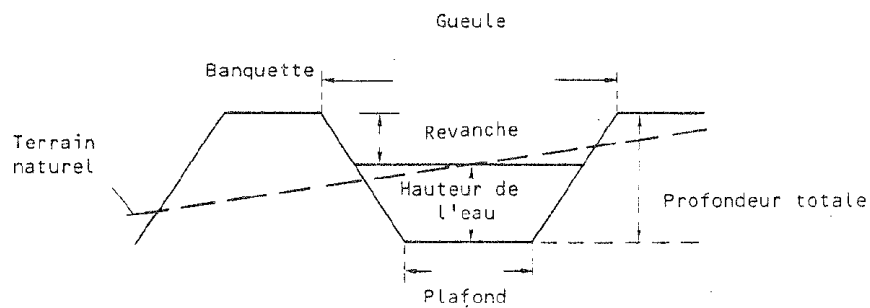 Gueule
Banquette
Revanche
Terrain
naturel
Hauteur de
l'eau
Profondeur totale
Plafond